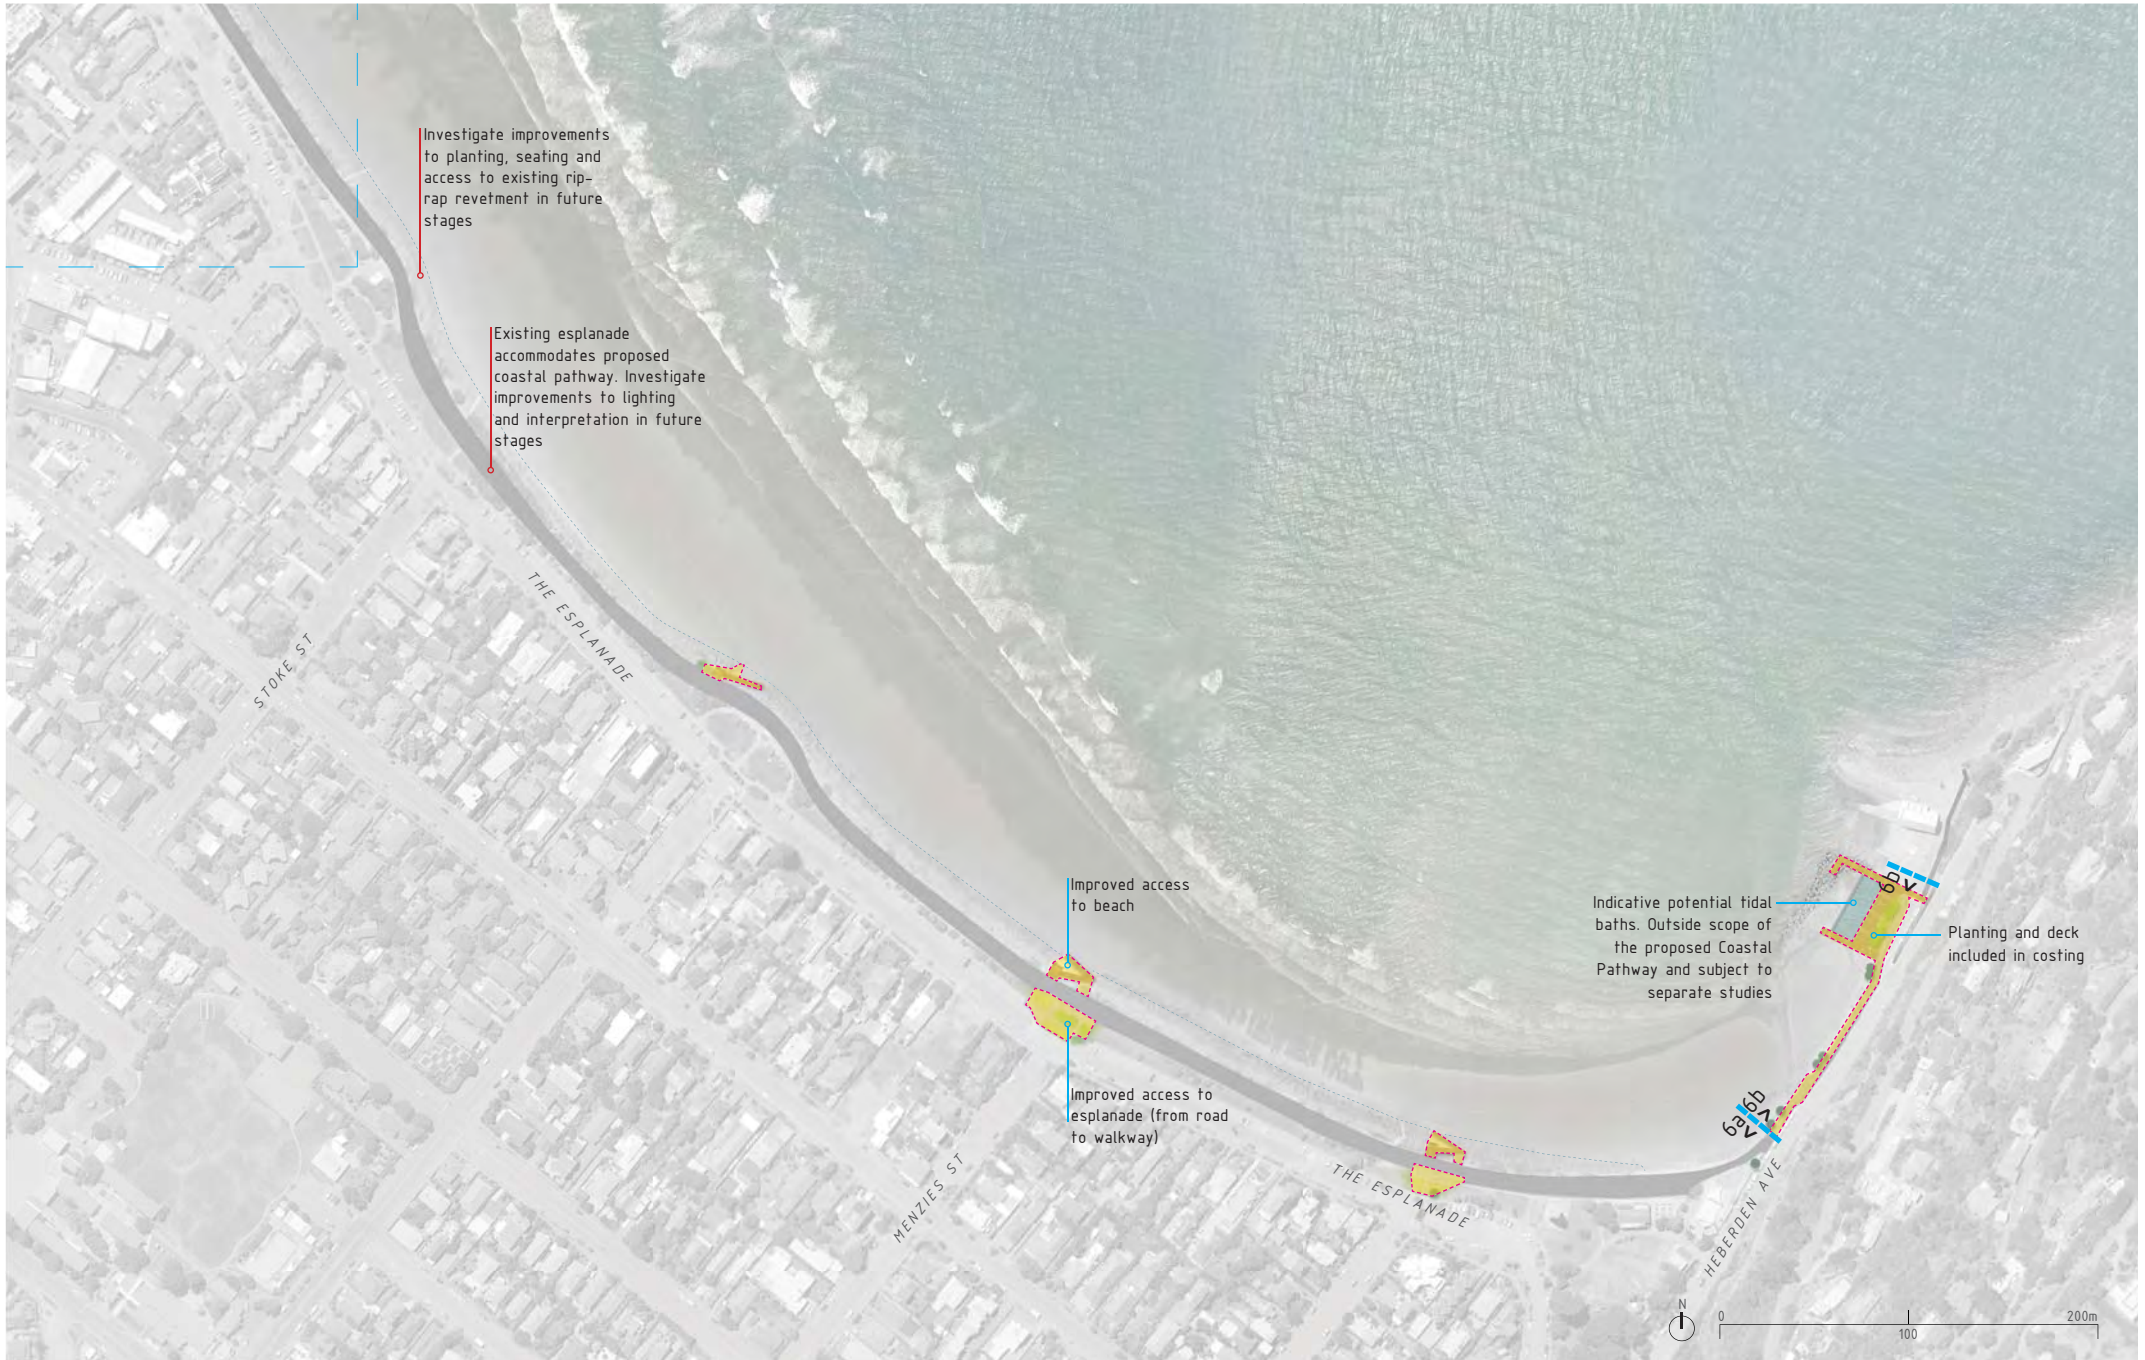 Investigate improvements
to planting, seating and
access to existing rip-
rap revetment in future
stages
Existing esplanade
accommodates proposed
coastal pathway. Investigate
improvements to lighting
and interpretation in future
stages
THE ESPLANADE
STOKE ST
Improved access
to beach
Indicative potential tidal
baths. Outside scope of
the proposed Coastal
Pathway and subject to
separate studies
6b
Planting and deck
included in costing
Improved access to
esplanade (from road
to walkway)
6b
6a
MENZIES ST
THE ESPLANADE
HEBERDEN AVE
N
0
100
200m